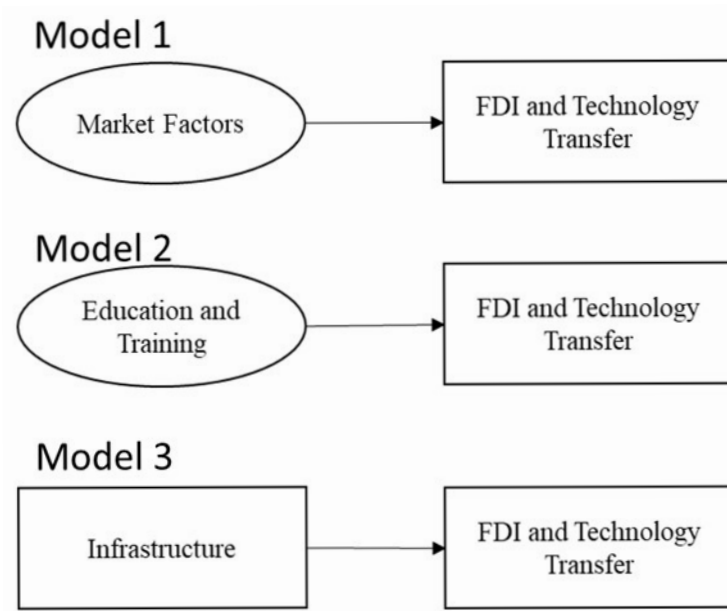 Model 1
Market Factors
FDI and Technology
Transfer
Model 2
Education and
Training
FDI and Technology
Transfer
Model 3
Infrastructure
FDI and Technology
Transfer